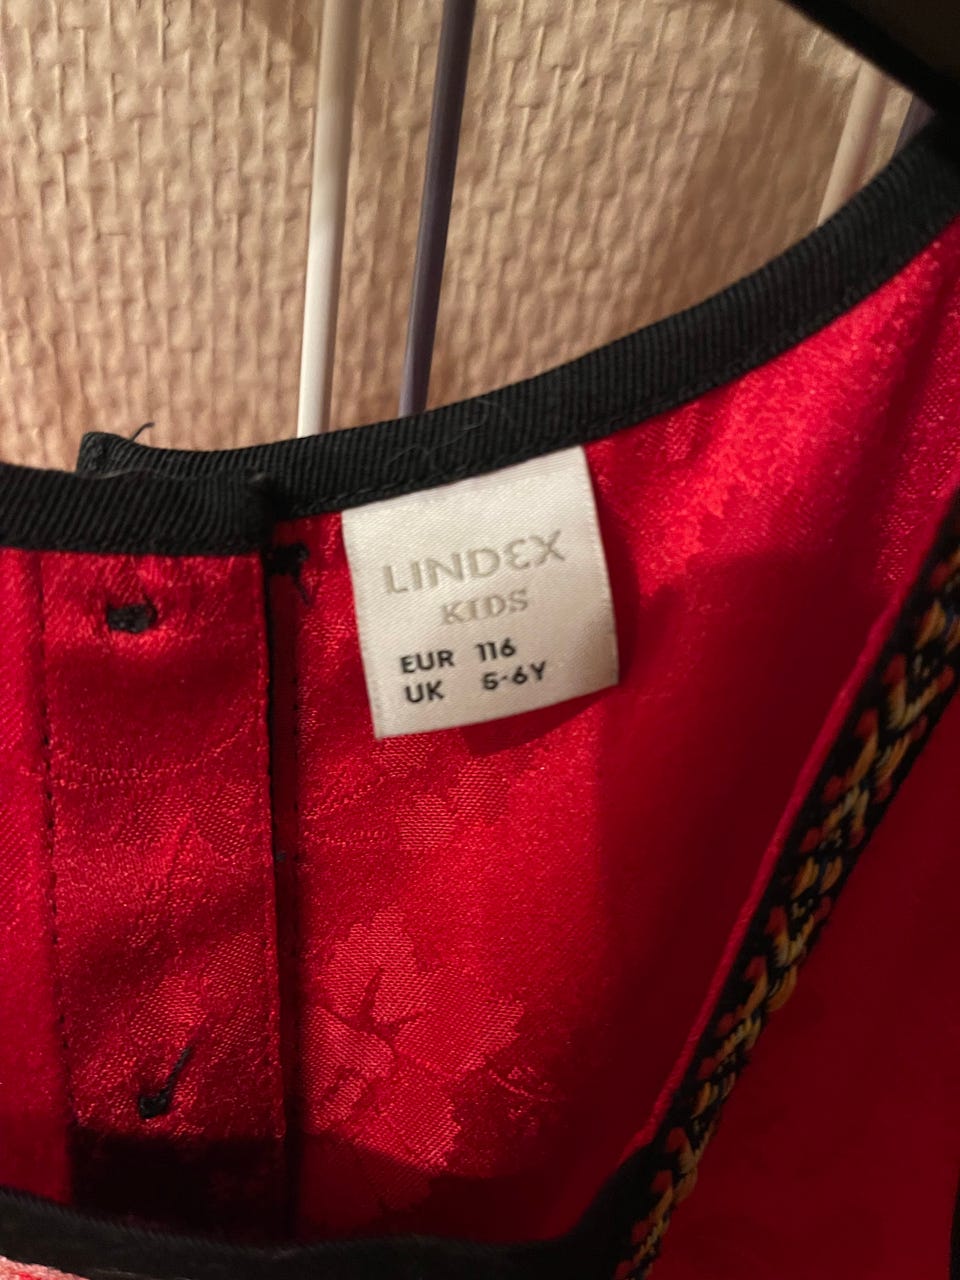 LINDEX
KIDS
EUR 116
UK 5-6Y